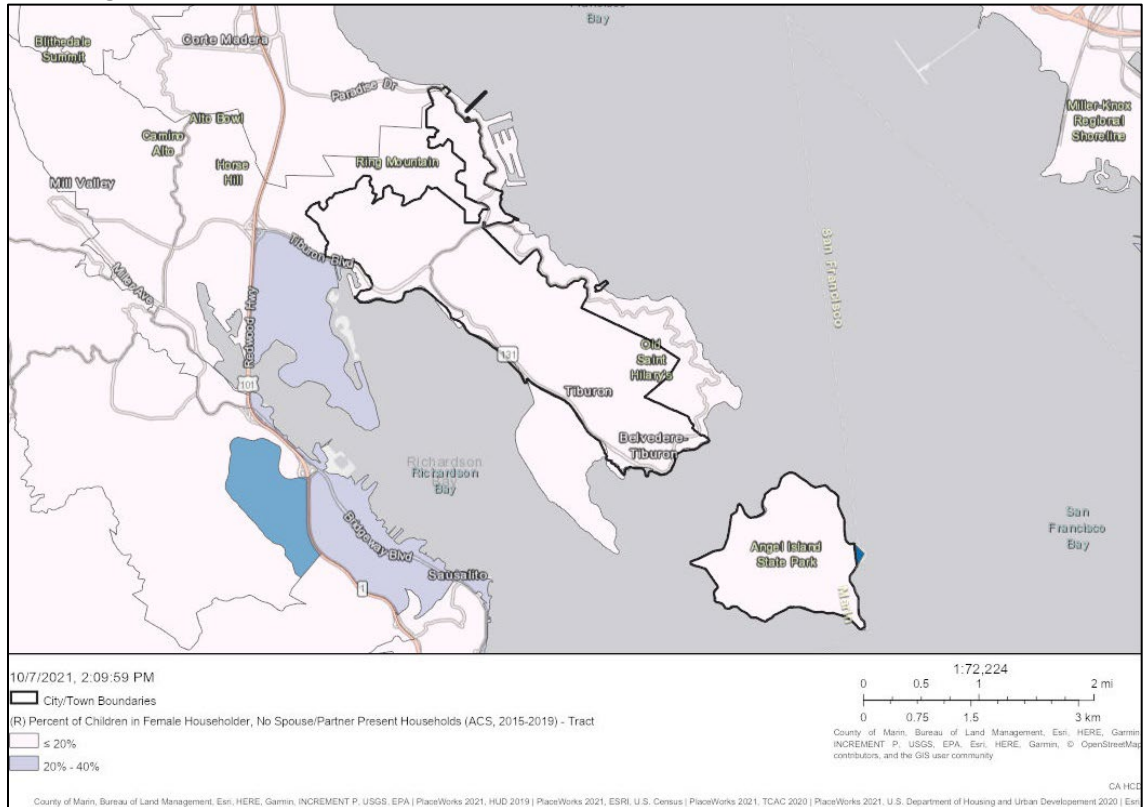 Bay
Blithedale
Summit
Corte Madera
Paradise Dr
Miller-Knox
Regional
Shoreline
Alto Bowl
Camino
Alto
Horse
Hill
Ring Mountain
Mill Valley
Tiburon Blvd
Miller Ave
Redwood Hwy
San Francisco
101
131
Old
Saint
Hilary's
Tiburon
Belvedere-
Tiburon
Richardson
Bay
Richardson
Bay
San
Francisco
Bay
Bridgeway Blvd
Angel Island
State Park
Sausalito
1
Marin
10/7/2021, 2:09:59 PM
City/Town Boundaries
(R) Percent of Children in Female Householder, No Spouse/Partner Present Households (ACS, 2015-2019) - Tract
≤ 20%
20% - 40%
1:72,224
0 0.5 1 2 mi
0 0.75 1.5 3 km
County of Marin, Bureau of Land Management, Esri, HERE, Garmin,
INCREMENT P, USGS, EPA, Esri, HERE, Garmin, © OpenStreetMap
contributors, and the GIS user community
CA HCD
County of Marin, Bureau of Land Management, Esri, HERE, Garmin, INCREMENT P, USGS, EPA | PlaceWorks 2021, HUD 2019 | PlaceWorks 2021, ESRI, U.S. Census | PlaceWorks 2021, TCAC 2020 | PlaceWorks 2021, U.S. Department of Housing and Urban Developement 2020 |